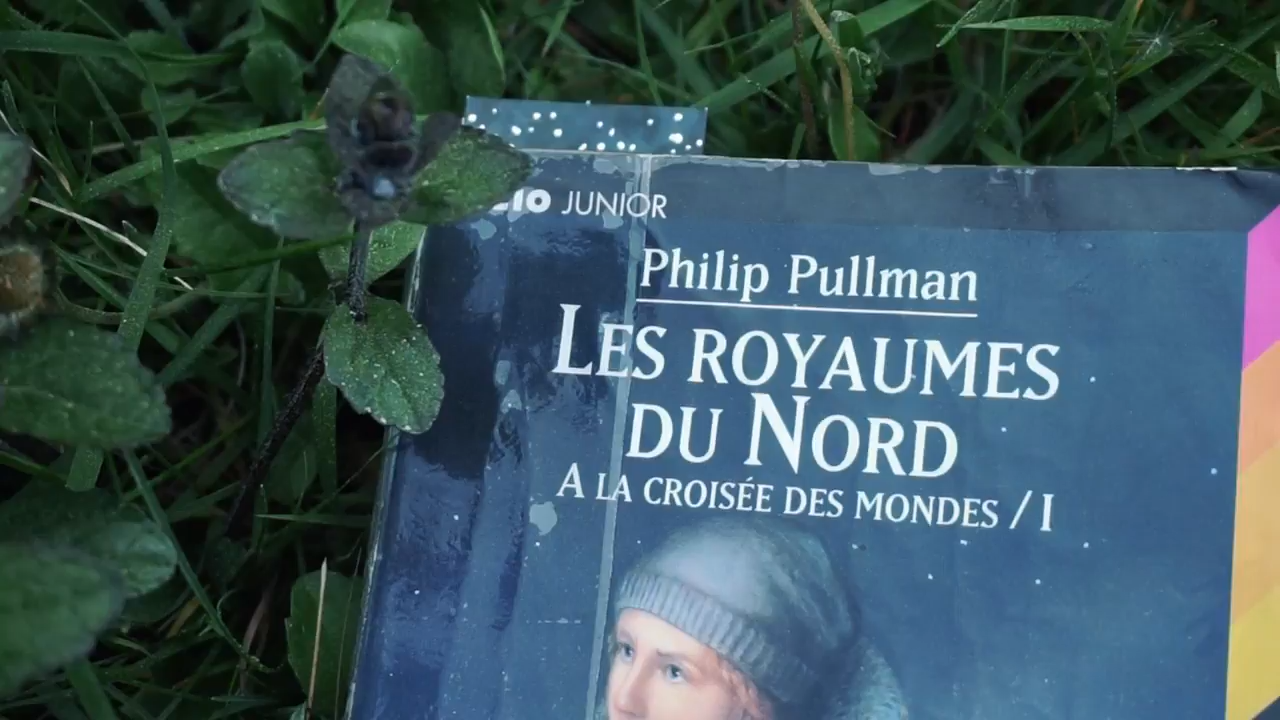 JUNIOR
Philip Pullman
LES ROYAUMES
DU NORD
A LA CROISÉE DES MONDES / I